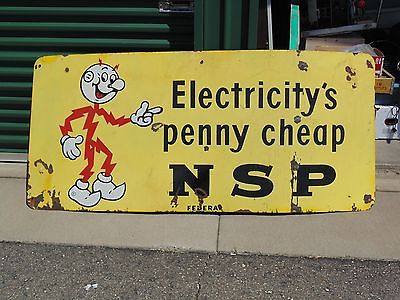 Electricity's
penny cheap
NSP
FEDERAL